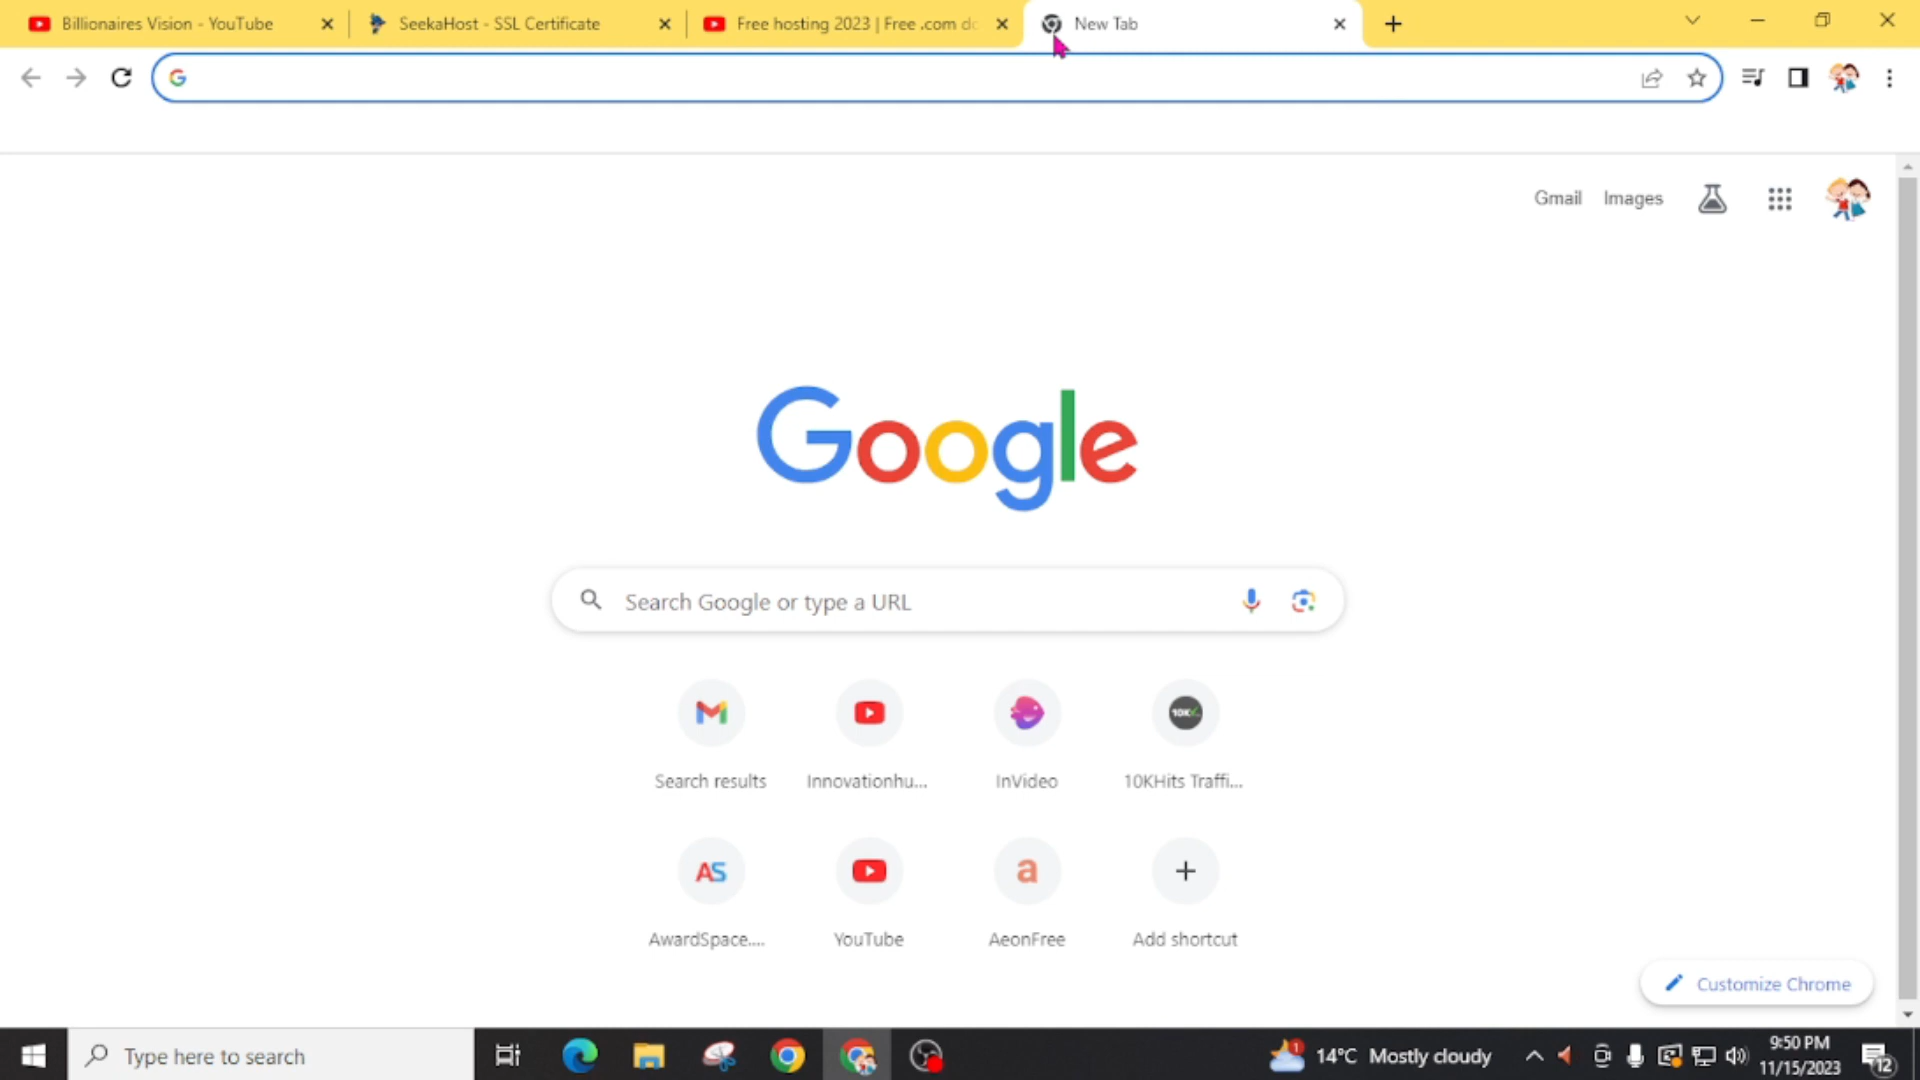 Billionaires Vision - YouTube
SeekaHost - SSL Certificate
Free hosting 2023 | Free .com do
New Tab
Gmail Images
Google
Search Google or type a URL
Search results Innovationhu... InVideo 10KHits Traffi...
AwardSpace.... YouTube AeonFree Add shortcut
Customize Chrome
Type here to search
14°C Mostly cloudy
9:50 PM
11/15/2023
12